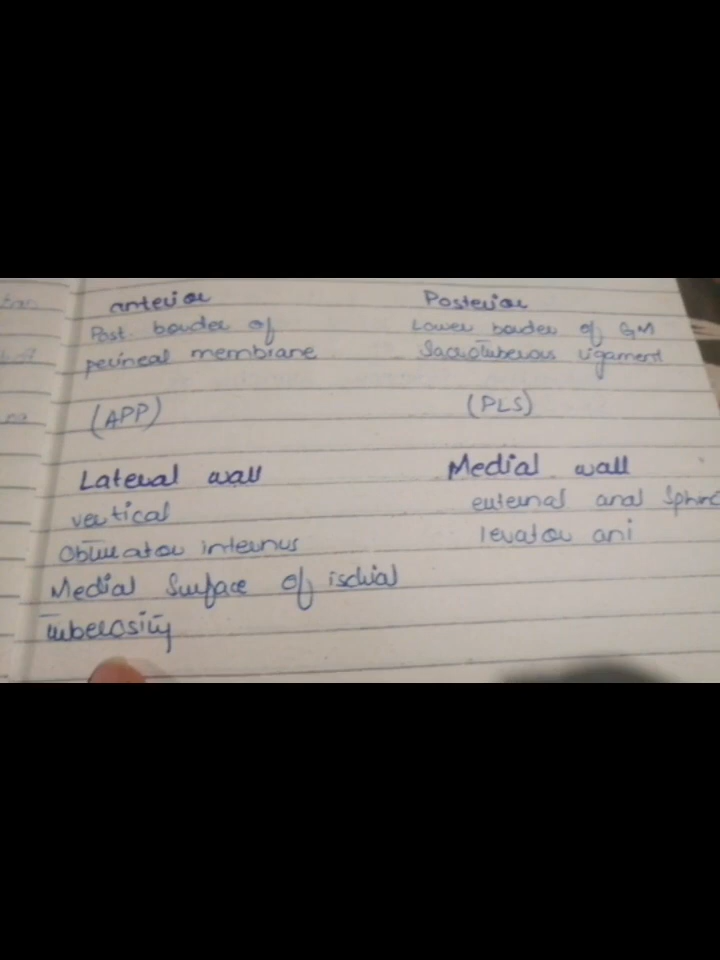 anterior
Post. border of
perineal membrane
(APP)
Posterior
Lower border of GM
Sacrotuberous ligament
(PLS)
Lateral wall
vertical
Obturator internus
Medial Surface of ischial
tuberosity
Medial wall
external anal Sphinc
levator ani